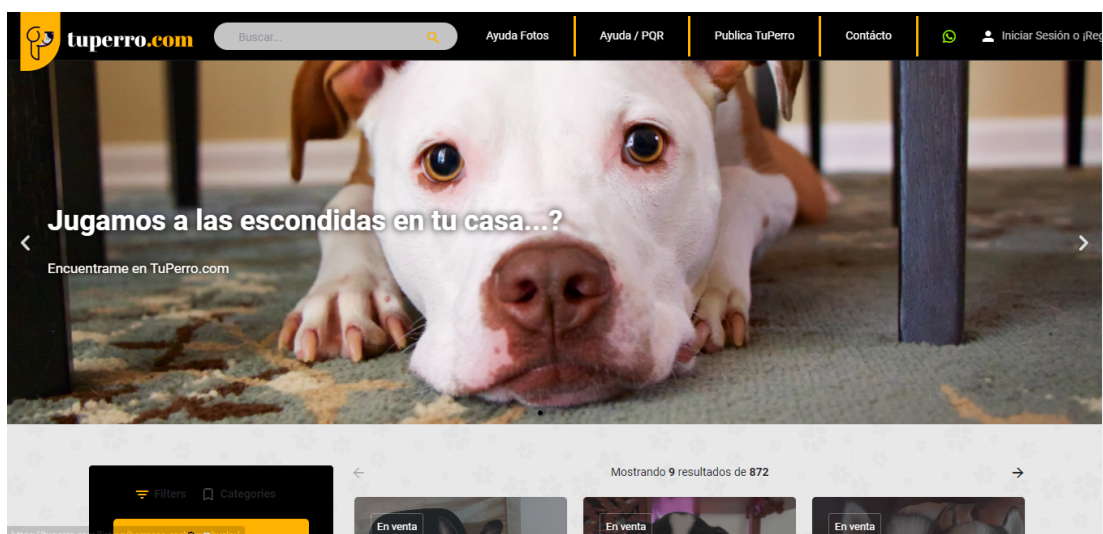 tuperro.com
Buscar...
Ayuda Fotos
Ayuda / PQR
Publica TuPerro
Contácto
Iniciar Sesión o ¡Reg
Jugamos a las escondidas en tu casa...?
Encuentrame en TuPerro.com
Mostrando 9 resultados de 872
Filters
Categories
En venta
En venta
En venta